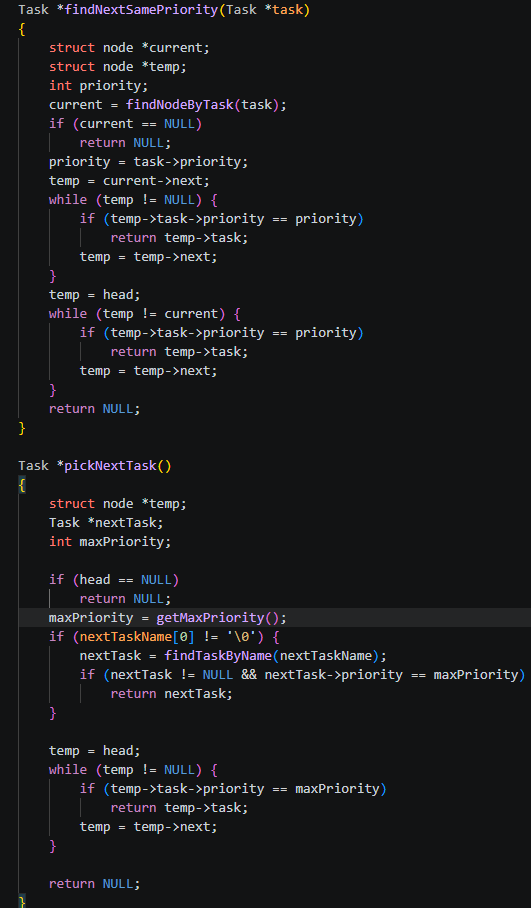 Task *findNextSamePriority(Task *task)
{
    struct node *current;
    struct node *temp;
    int priority;
    current = findNodeByTask(task);
    if (current == NULL)
        return NULL;
    priority = task->priority;
    temp = current->next;
    while (temp != NULL) {
        if (temp->task->priority == priority)
            return temp->task;
        temp = temp->next;
    }
    temp = head;
    while (temp != current) {
        if (temp->task->priority == priority)
            return temp->task;
        temp = temp->next;
    }
    return NULL;
}

Task *pickNextTask()
{
    struct node *temp;
    Task *nextTask;
    int maxPriority;

    if (head == NULL)
        return NULL;
    maxPriority = getMaxPriority();
    if (nextTaskName[0] != '\0') {
        nextTask = findTaskByName(nextTaskName);
        if (nextTask != NULL && nextTask->priority == maxPriority)
            return nextTask;
    }

    temp = head;
    while (temp != NULL) {
        if (temp->task->priority == maxPriority)
            return temp->task;
        temp = temp->next;
    }

    return NULL;
}